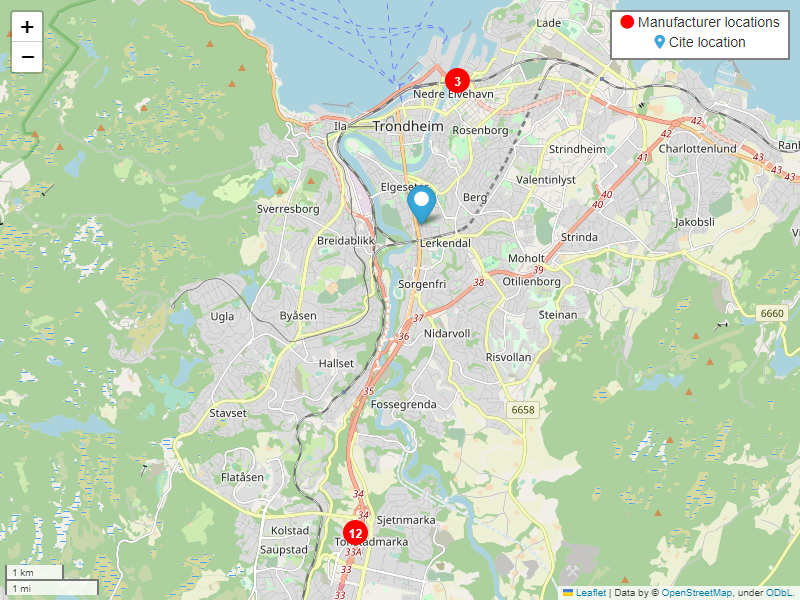 +
−
Manufacturer locations
Cite location
Lade
3
Nedre Elvehavn
Ila
Trondheim
Rosenborg
42
42
Strindheim
41
Charlottenlund
43
43
43
Elgeseter
Valentinlyst
Berg
40
40
Sverresborg
Jakobsli
Breidablikk
Lerkendal
Strinda
Moholt
39
Otilienborg
38
Sorgenfri
6660
Ugla
Byåsen
37
Steinan
36
Nidarvoll
Risvollan
Hallset
35
Fossegrenda
6658
Stavset
Flatåsen
34
34
Sjetnmarka
Kolstad
12
Saupstad
33A
33
1 km
1 mi
Leaflet | Data by © OpenStreetMap, under ODbL.